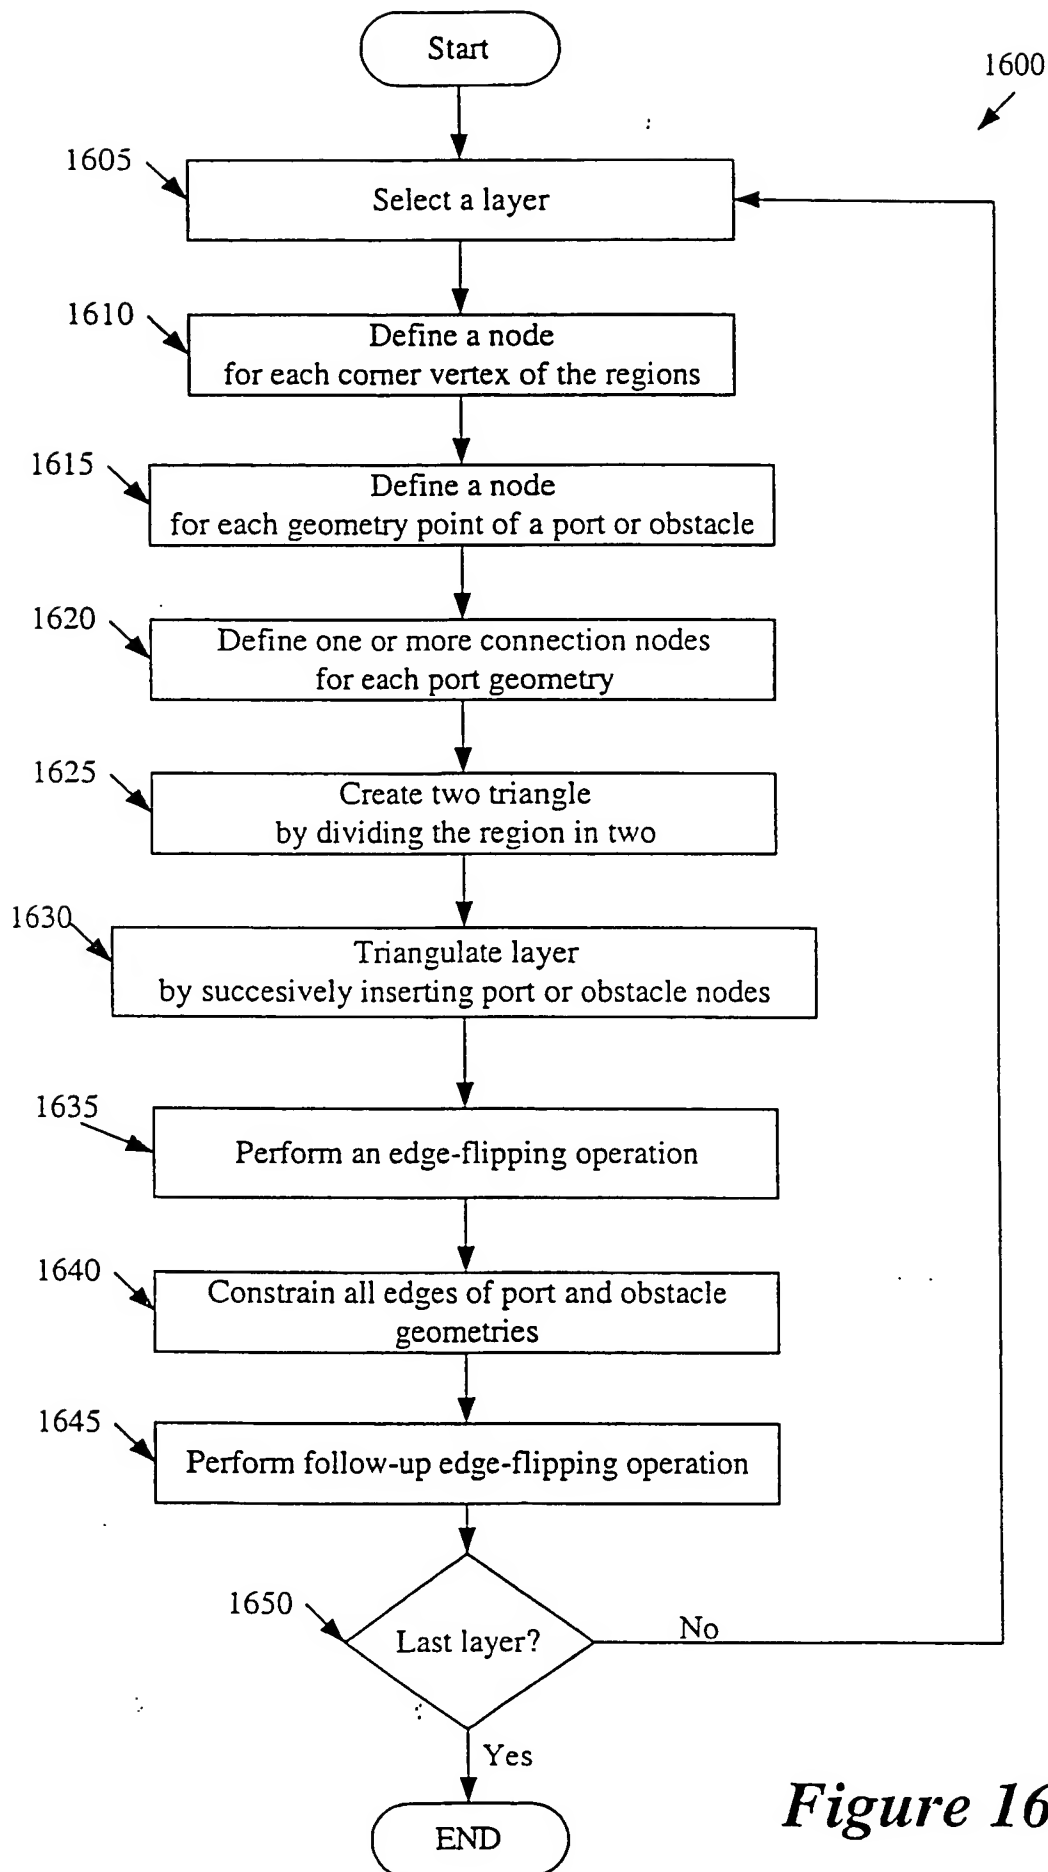 Start
1600
1605
Select a layer
1610
Define a node
for each corner vertex of the regions
1615
Define a node
for each geometry point of a port or obstacle
1620
Define one or more connection nodes
for each port geometry
1625
Create two triangle
by dividing the region in two
1630
Triangulate layer
by succesively inserting port or obstacle nodes
1635
Perform an edge-flipping operation
1640
Constrain all edges of port and obstacle
geometries
1645
Perform follow-up edge-flipping operation
1650
Last layer?
No
Yes
END
Figure 16